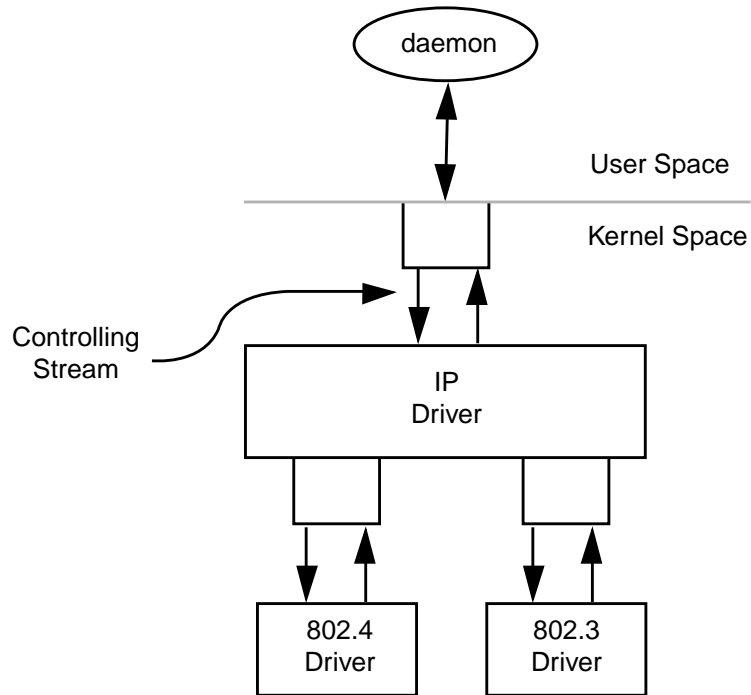 daemon
User Space
Kernel Space
Controlling
Stream
IP
Driver
802.4
Driver
802.3
Driver